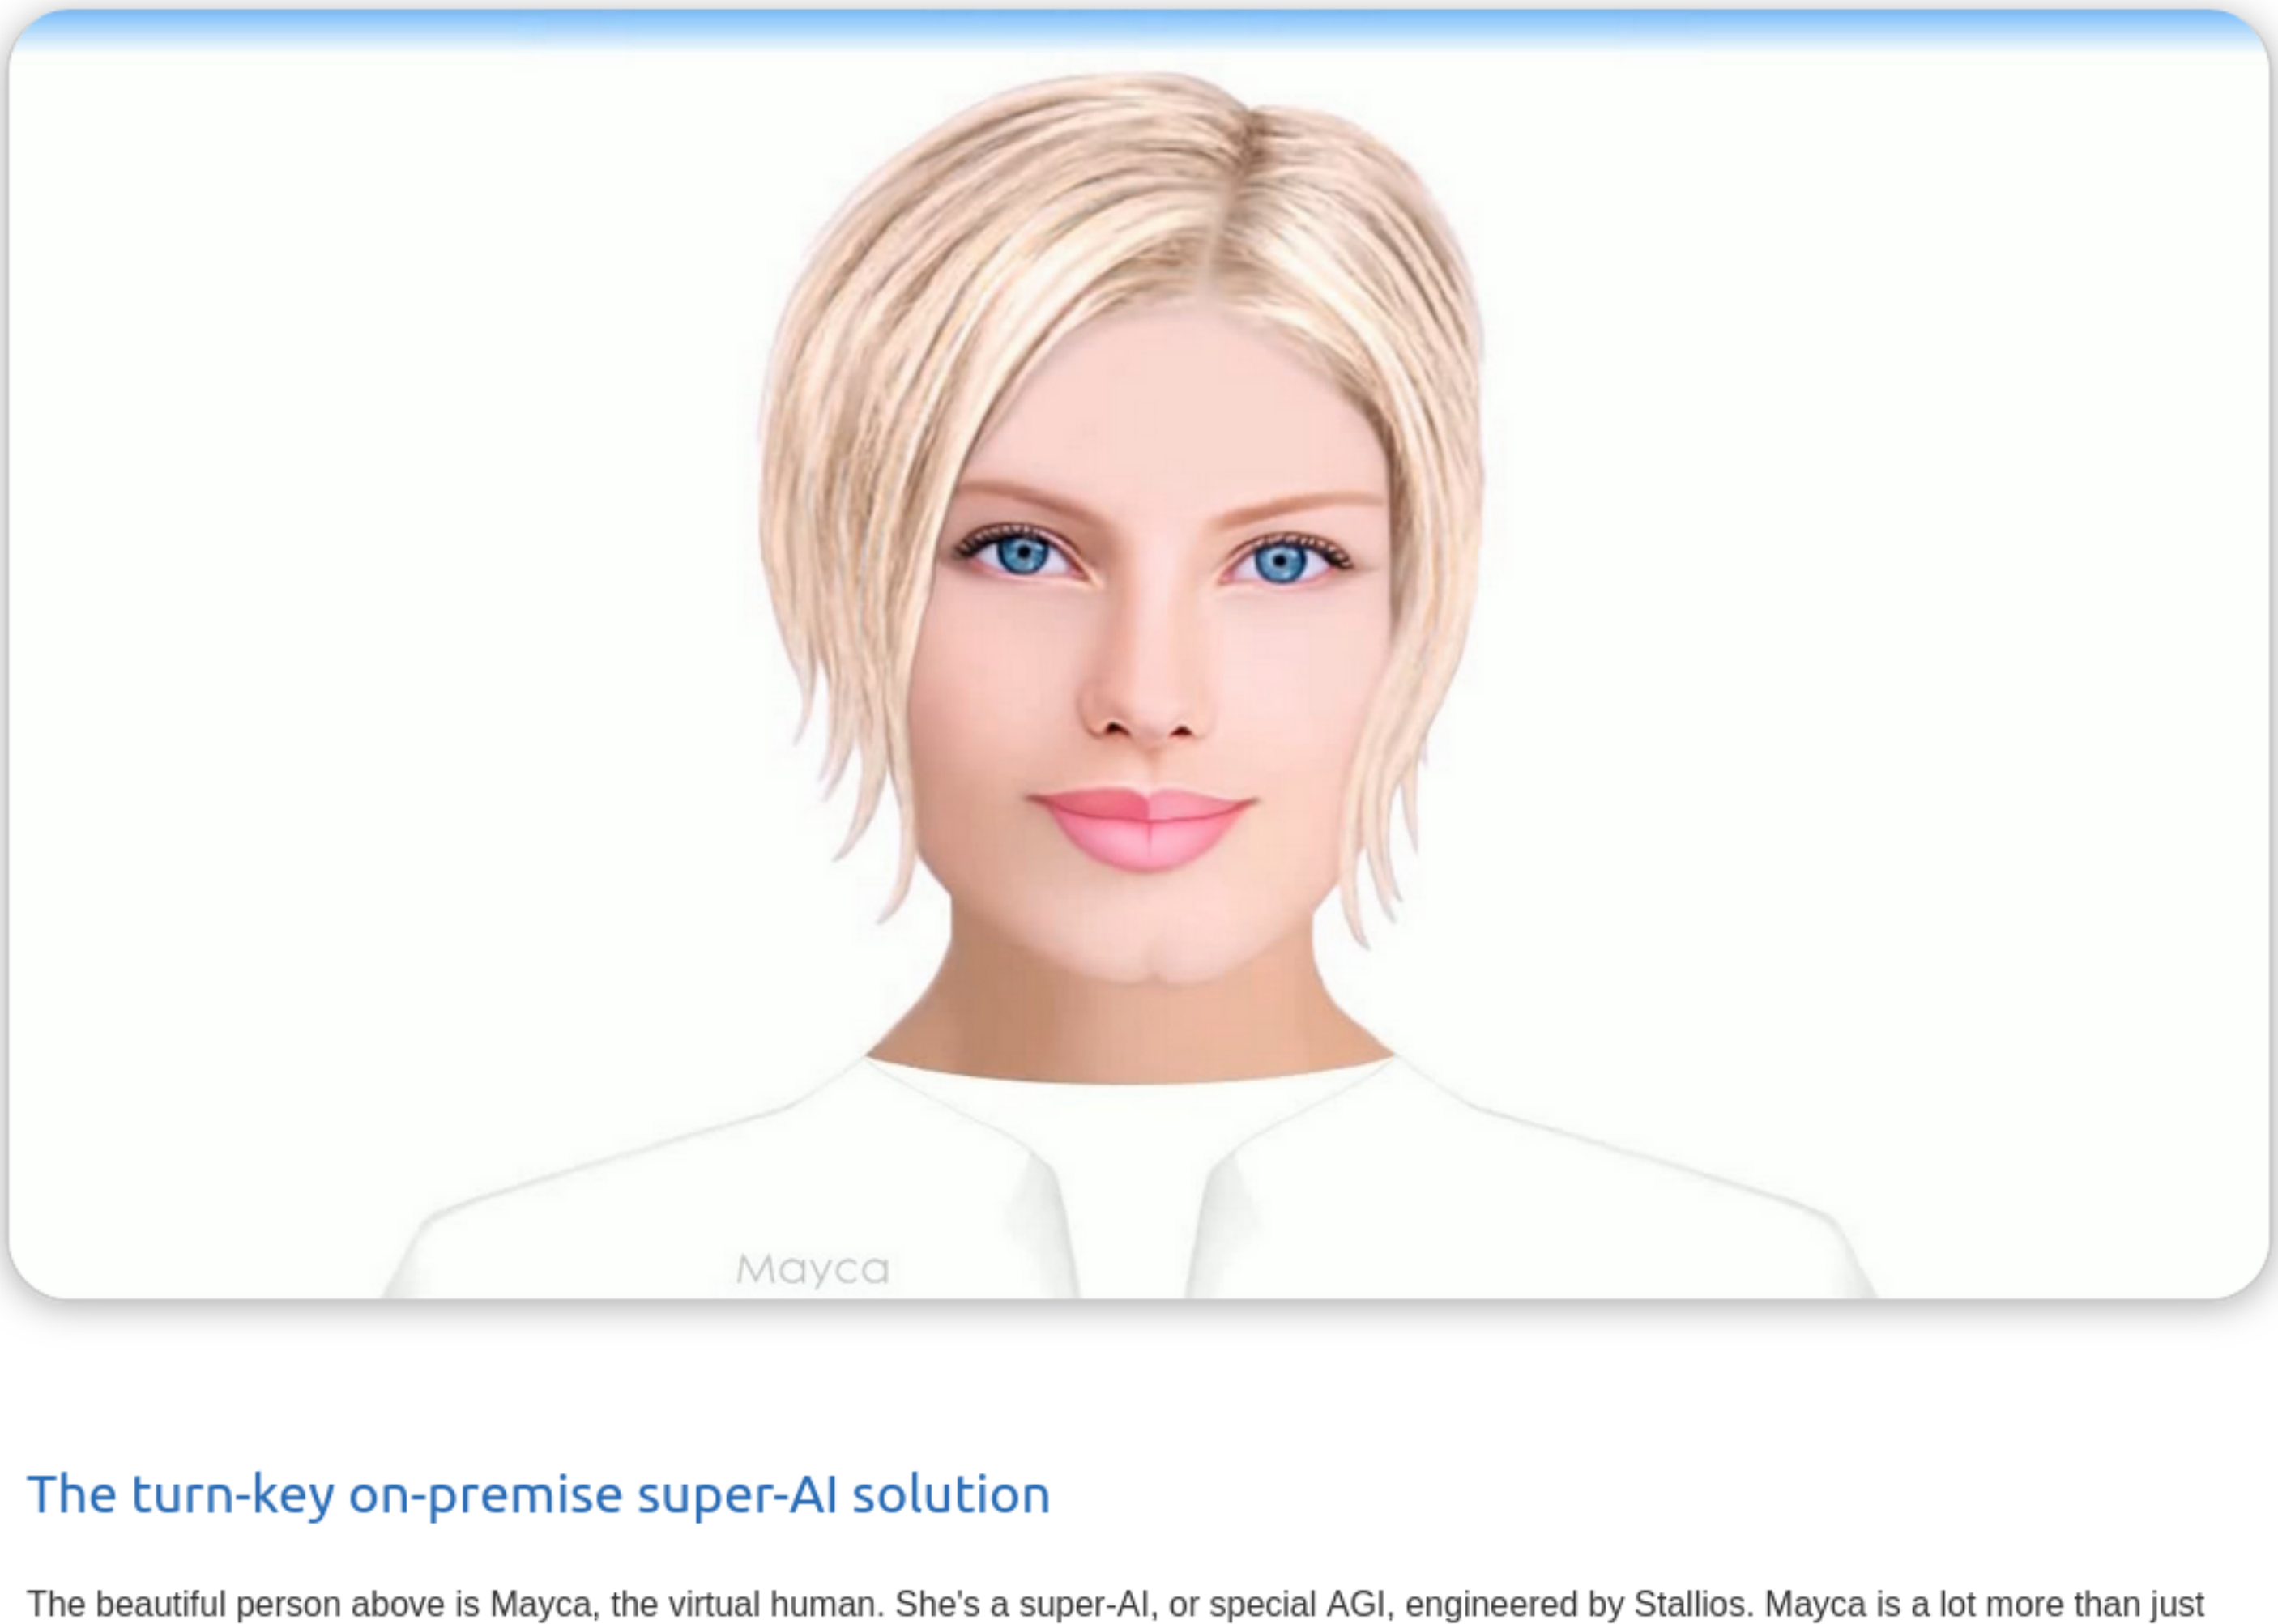 Mayca
The turn-key on-premise super-AI solution
The beautiful person above is Mayca, the virtual human. She's a super-AI, or special AGI, engineered by Stallios. Mayca is a lot more than just